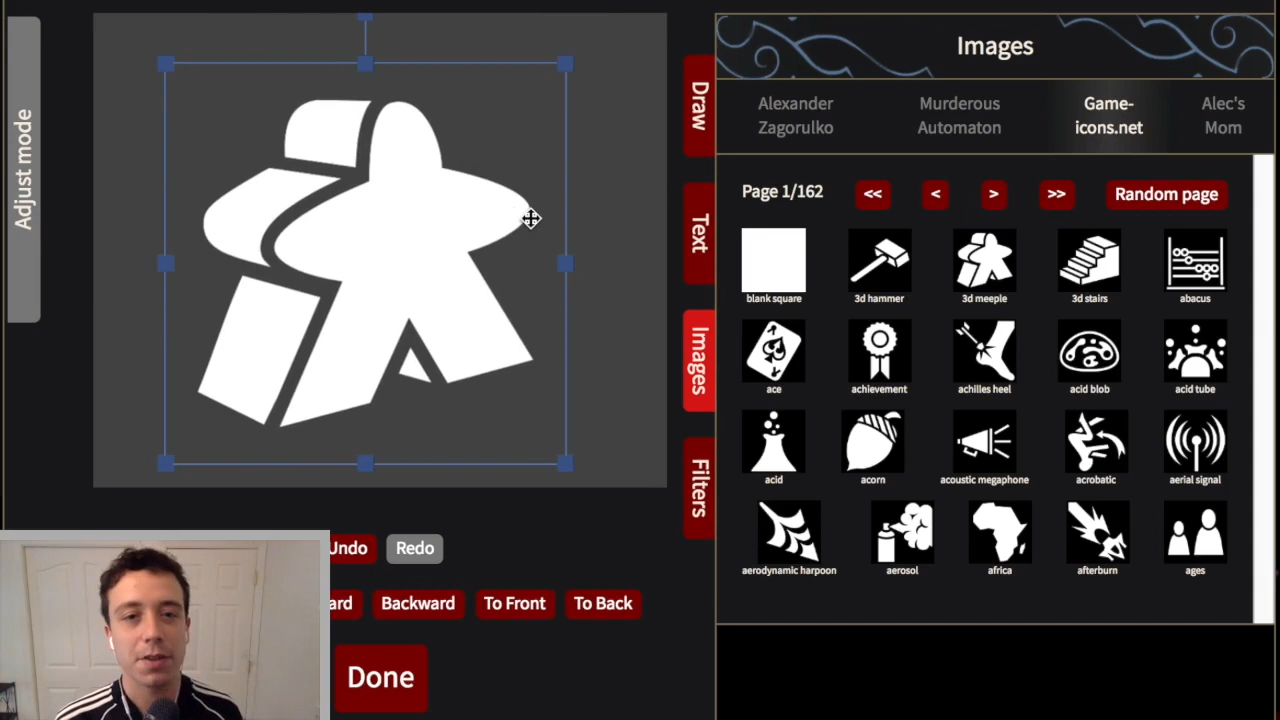 Adjust mode
Draw
Text
Images
Filters
Images
Alexander
Zagorulko
Murderous
Automaton
Game-
icons.net
Alec's
Mom
Page 1/162
<<
<
>
>>
Random page
blank square
3d hammer
3d meeple
3d stairs
abacus
ace
achievement
achilles heel
acid blob
acid tube
acid
acorn
acoustic megaphone
acrobatic
aerial signal
aerodynamic harpoon
aerosol
africa
afterburn
ages
Undo
Redo
Backward
To Front
To Back
Done